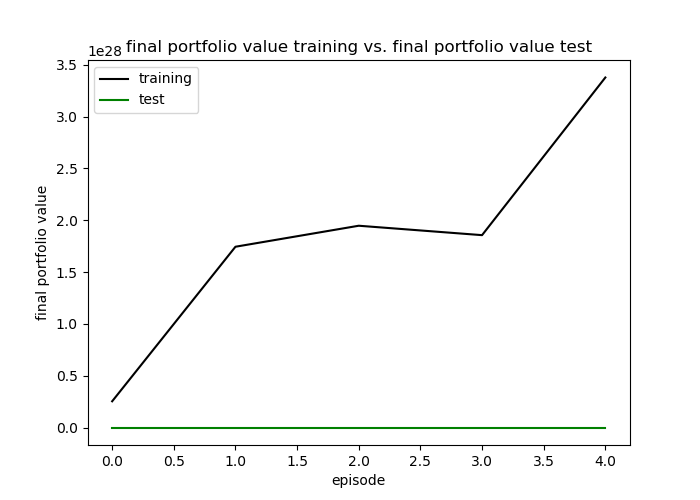 final portfolio value training vs. final portfolio value test
1e28
training
test
3.5
3.0
2.5
2.0
1.5
1.0
0.5
0.0
final portfolio value
0.0 0.5 1.0 1.5 2.0 2.5 3.0 3.5 4.0
episode